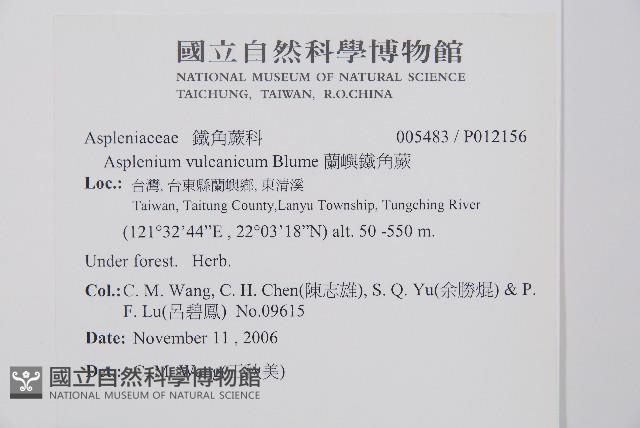 國立自然科學博物館
NATIONAL MUSEUM OF NATURAL SCIENCE
TAICHUNG, TAIWAN, R.O.CHINA
Aspleniaceae 鐵角蕨科 005483 / P012156
Asplenium vulcanicum Blume 蘭嶼鐵角蕨
Loc.: 台灣, 台東縣蘭嶼鄉, 東清溪
Taiwan, Taitung County,Lanyu Township, Tungching River
(121°32'44"E , 22°03'18"N) alt. 50 -550 m.
Under forest. Herb.
Col.: C. M. Wang, C. H. Chen(陳志雄), S. Q. Yu(余勝焜) & P.
F. Lu(呂碧鳳) No.09615
Date: November 11 , 2006
Det.: C. M. Wang(王秋美)
國立自然科學博物館
NATIONAL MUSEUM OF NATURAL SCIENCE